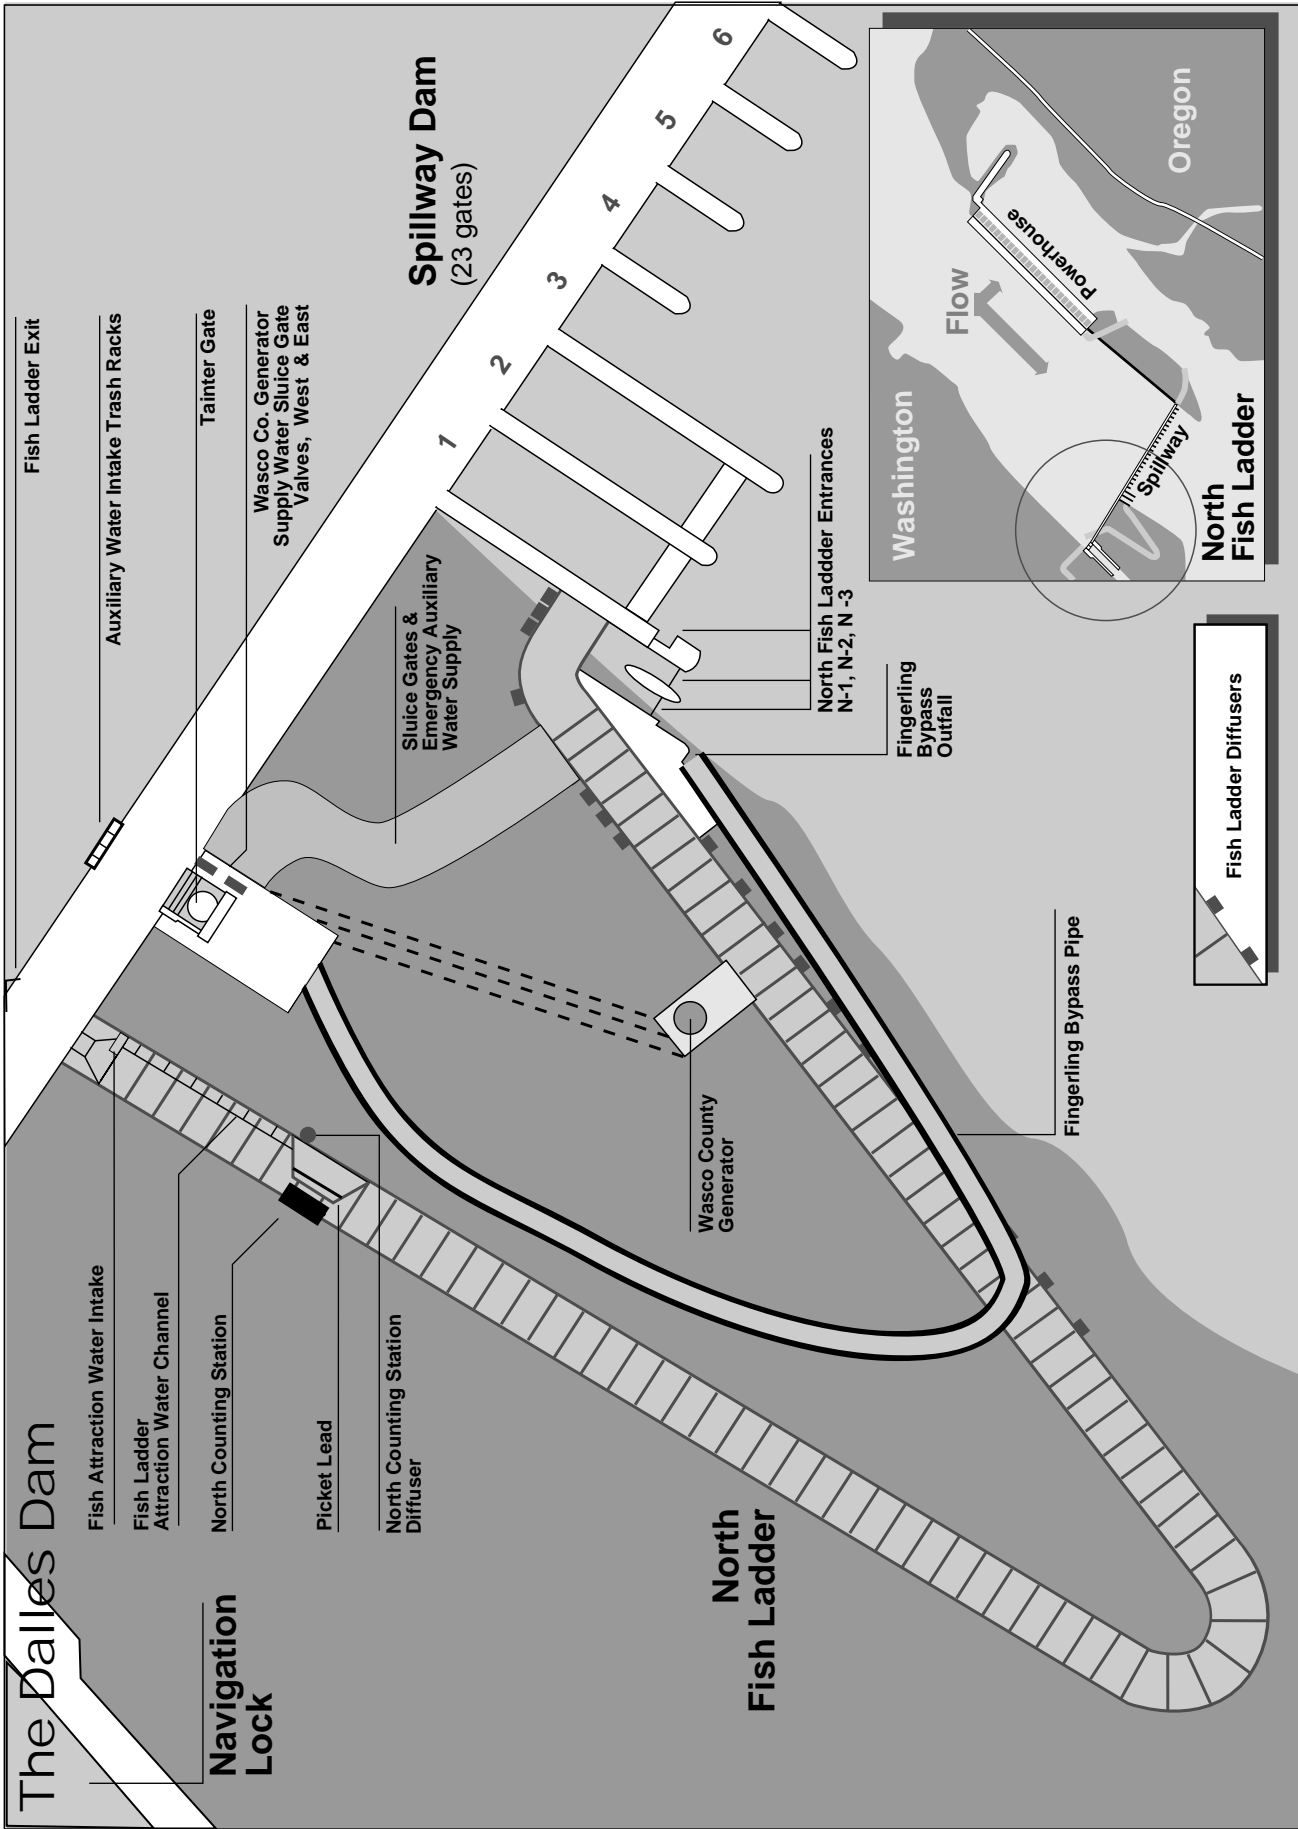 The Dalles Dam
Navigation
Lock
Fish Attraction Water Intake
Fish Ladder
Attraction Water Channel
North Counting Station
Picket Lead
North Counting Station
Diffuser
North
Fish Ladder
Fish Ladder Exit
Auxiliary Water Intake Trash Racks
Tainter Gate
Wasco Co. Generator
Supply Water Sluice Gate
Valves, West & East
Sluice Gates &
Emergency Auxiliary
Water Supply
Wasco County
Generator
Spillway Dam
(23 gates)
1
2
3
4
5
6
North Fish Laddder Entrances
N-1, N-2, N -3
Fingerling
Bypass
Outfall
Fingerling Bypass Pipe
Fish Ladder Diffusers
Washington
Oregon
Flow
Powerhouse
Spillway
North
Fish Ladder